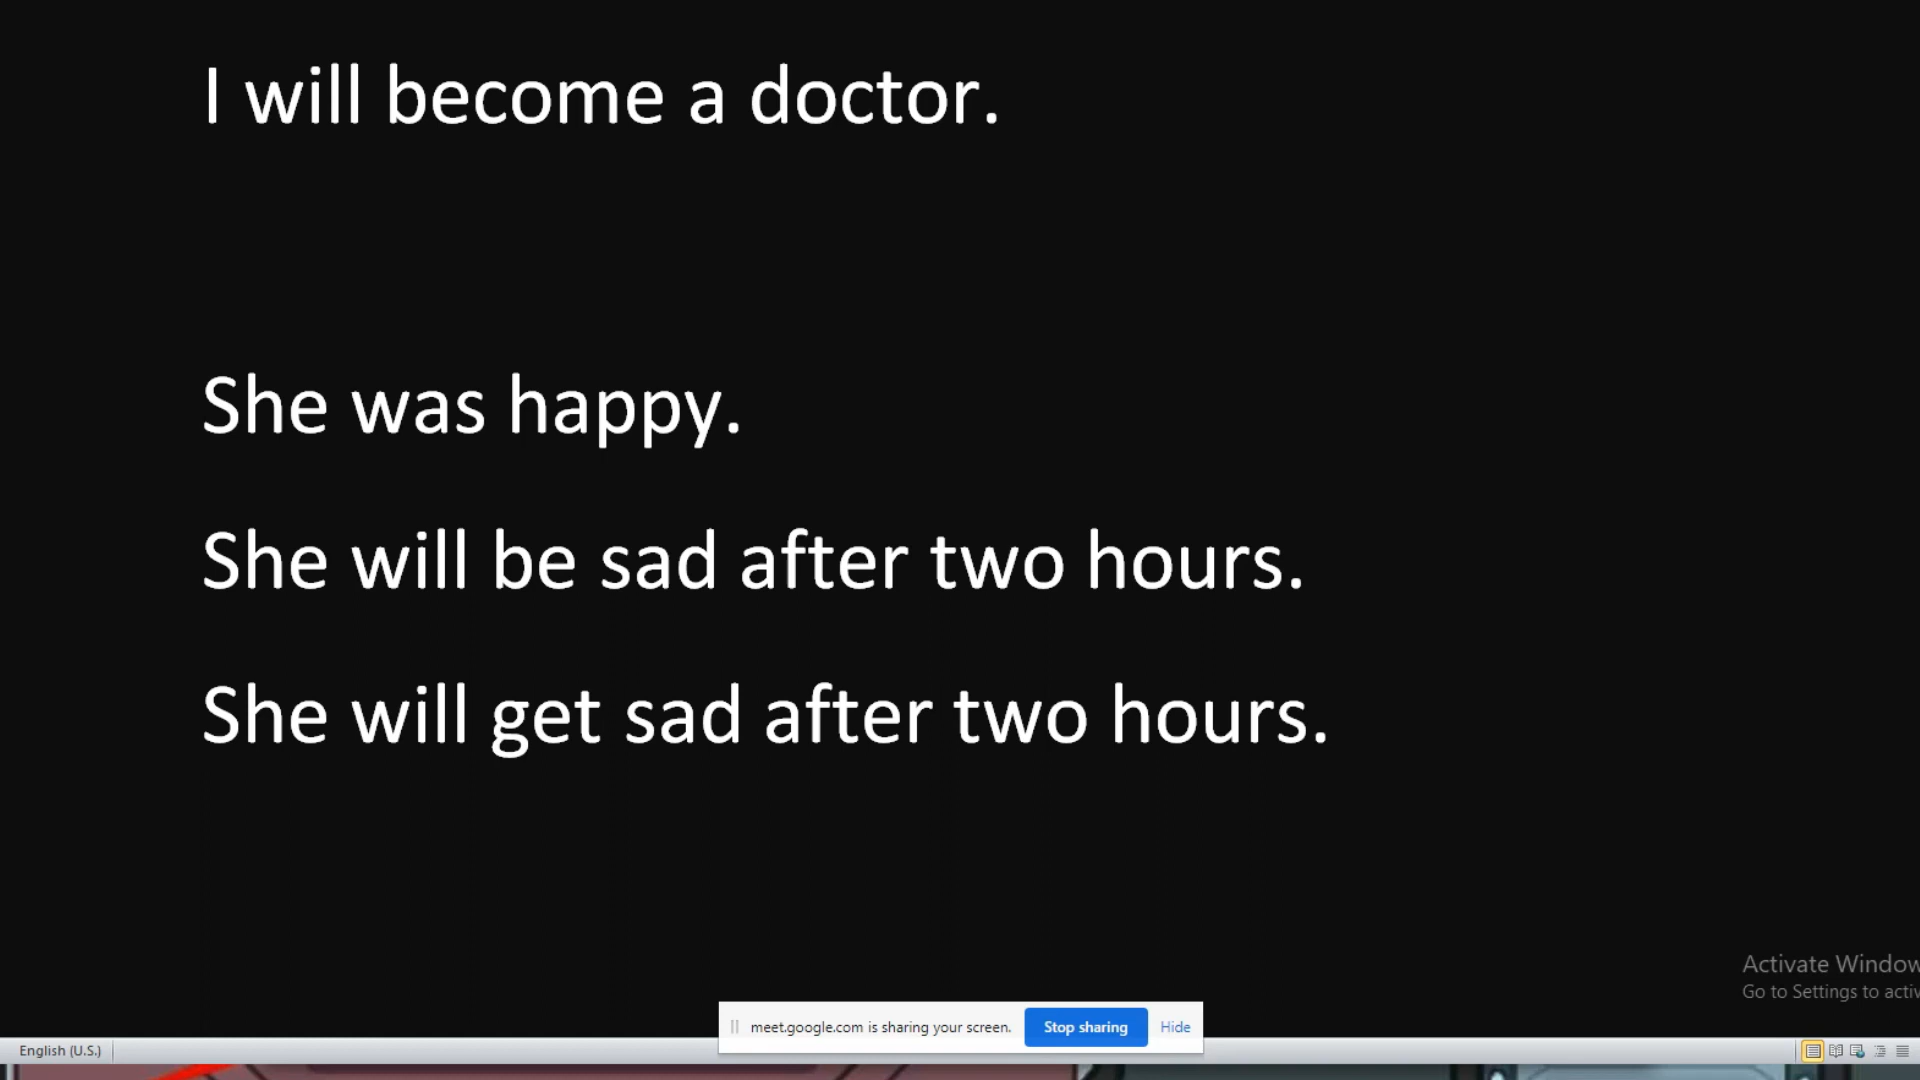 I will become a doctor.
She was happy.
She will be sad after two hours.
She will get sad after two hours.
Activate Window
Go to Settings to activ
meet.google.com is sharing your screen.
Stop sharing
Hide
English (U.S.)